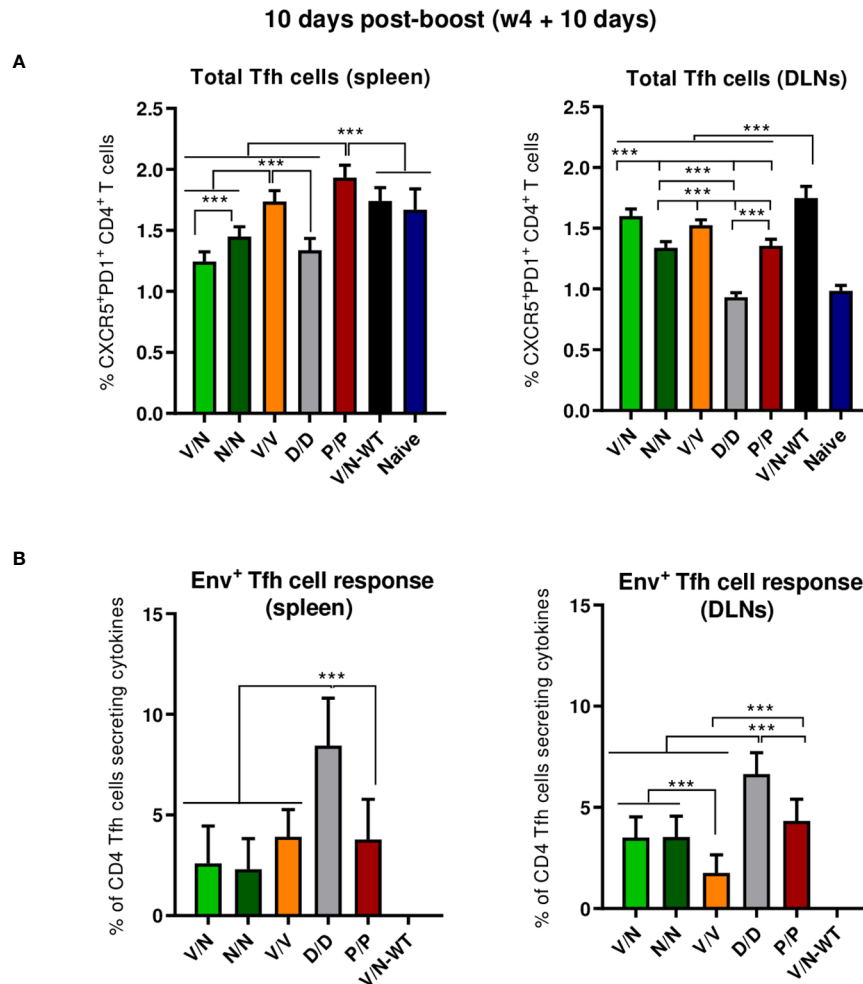 10 days post-boost (w4 + 10 days)
A
Total Tfh cells (spleen)
% CXCR5⁺PD1⁺ CD4⁺ T cells
2.5
2.0
1.5
1.0
0.5
0.0
***
***
***
V/N
N/N
V/V
D/D
P/P
V/N-WT
Naive
Total Tfh cells (DLNs)
% CXCR5⁺PD1⁺ CD4⁺ T cells
2.5
2.0
1.5
1.0
0.5
0.0
***
***
***
***
***
V/N
N/N
V/V
D/D
P/P
V/N-WT
Naive
B
Env⁺ Tfh cell response
(spleen)
% of CD4 Tfh cells secreting cytokines
15
10
5
0
***
V/N
N/N
V/V
D/D
P/P
V/N-WT
Env⁺ Tfh cell response
(DLNs)
% of CD4 Tfh cells secreting cytokines
15
10
5
0
***
***
***
V/N
N/N
V/V
D/D
P/P
V/N-WT